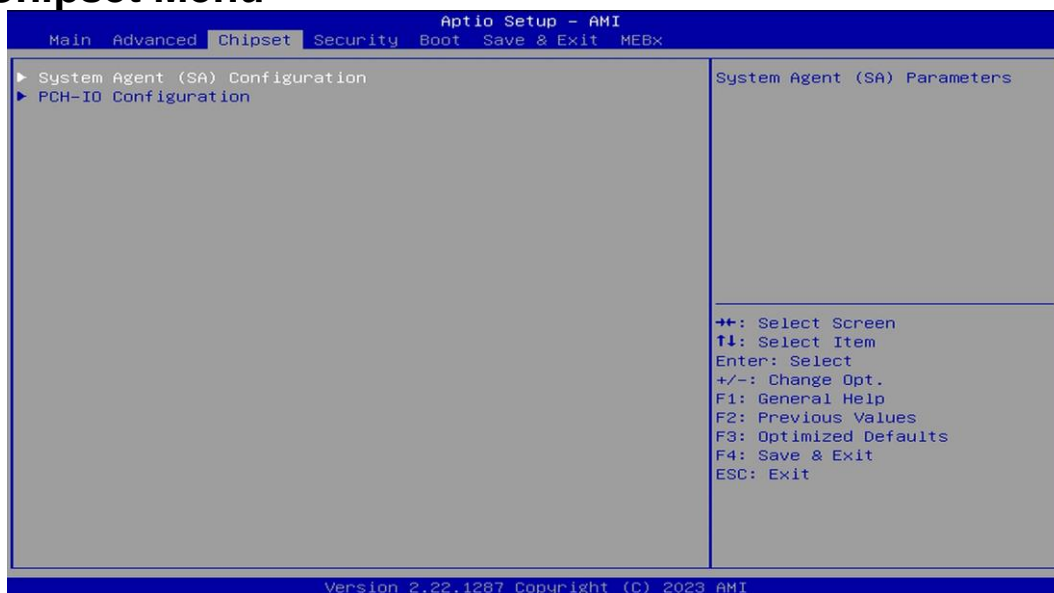 Chipset Menu
Aptio Setup – AMI
Main Advanced Chipset Security Boot Save & Exit MEBx
▶ System Agent (SA) Configuration
▶ PCH-IO Configuration
System Agent (SA) Parameters
→←: Select Screen
↑↓: Select Item
Enter: Select
+/-: Change Opt.
F1: General Help
F2: Previous Values
F3: Optimized Defaults
F4: Save & Exit
ESC: Exit
Version 2.22.1287 Copyright (C) 2023 AMI